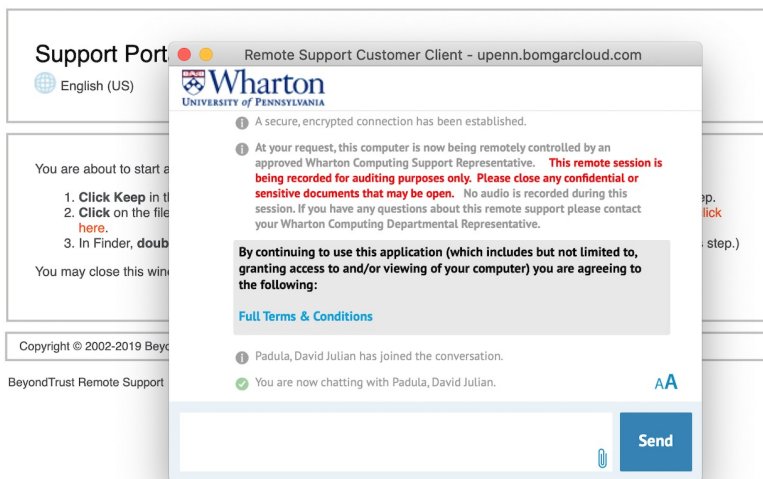 Support Port
English (US)
You are about to start a
1. Click Keep in th
2. Click on the file
here.
3. In Finder, doub
You may close this wind
Copyright © 2002-2019 Beyo
BeyondTrust Remote Support
Remote Support Customer Client - upenn.bomgarcloud.com
Wharton
UNIVERSITY of PENNSYLVANIA
A secure, encrypted connection has been established.
At your request, this computer is now being remotely controlled by an
approved Wharton Computing Support Representative. This remote session is
being recorded for auditing purposes only. Please close any confidential or
sensitive documents that may be open. No audio is recorded during this
session. If you have any questions about this remote support please contact
your Wharton Computing Departmental Representative.
By continuing to use this application (which includes but not limited to,
granting access to and/or viewing of your computer) you are agreeing to
the following:
Full Terms & Conditions
Padula, David Julian has joined the conversation.
You are now chatting with Padula, David Julian.
AA
Send
ep.
lick
step.)